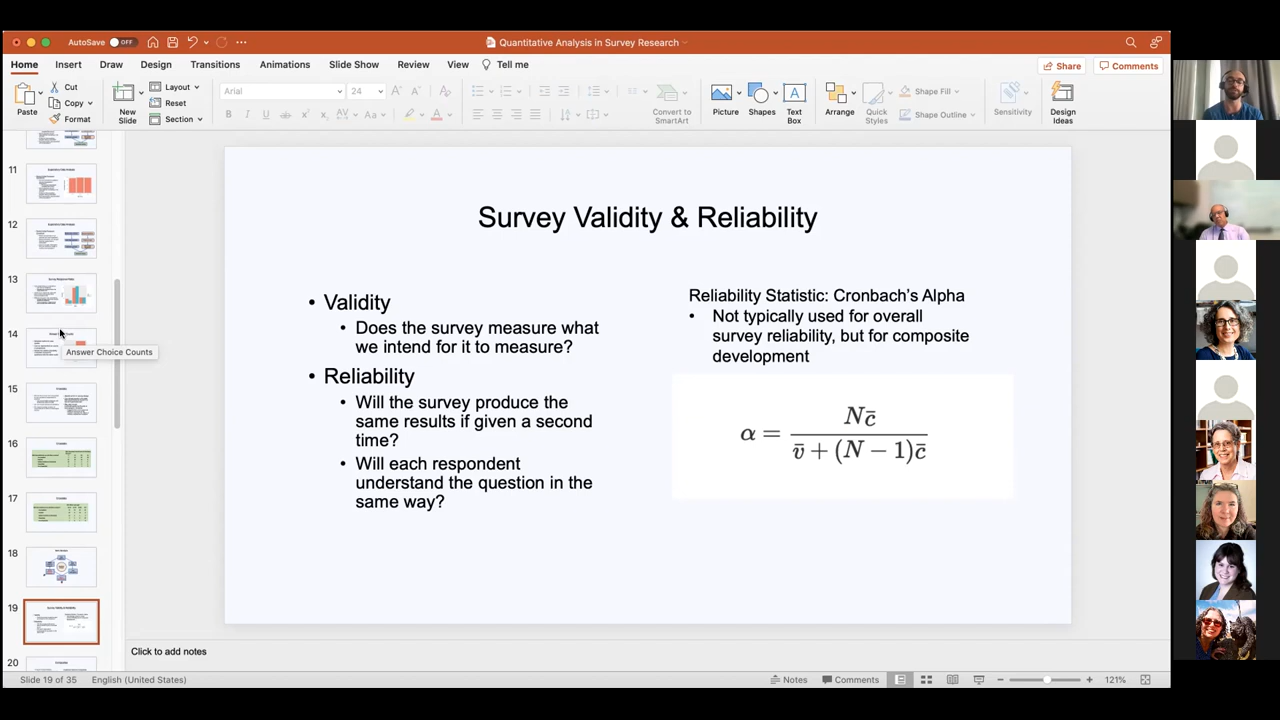 AutoSave OFF
Quantitative Analysis in Survey Research
Home Insert Draw Design Transitions Animations Slide Show Review View Tell me
Share Comments
Paste
Cut
Copy
Format
New Slide
Layout
Reset
Section
Arial 24
Convert to SmartArt
Picture
Shapes
Text Box
Arrange
Quick Styles
Shape Fill
Shape Outline
Sensitivity
Design Ideas
11
12
13
14
Answer Choice Counts
15
16
17
18
19
20
Survey Validity & Reliability
• Validity
• Does the survey measure what
we intend for it to measure?
• Reliability
• Will the survey produce the
same results if given a second
time?
• Will each respondent
understand the question in the
same way?
Reliability Statistic: Cronbach's Alpha
• Not typically used for overall
survey reliability, but for composite
development
α = Nc̄ / (v̄ + (N − 1)c̄)
Click to add notes
Slide 19 of 35 English (United States) Notes Comments 121%